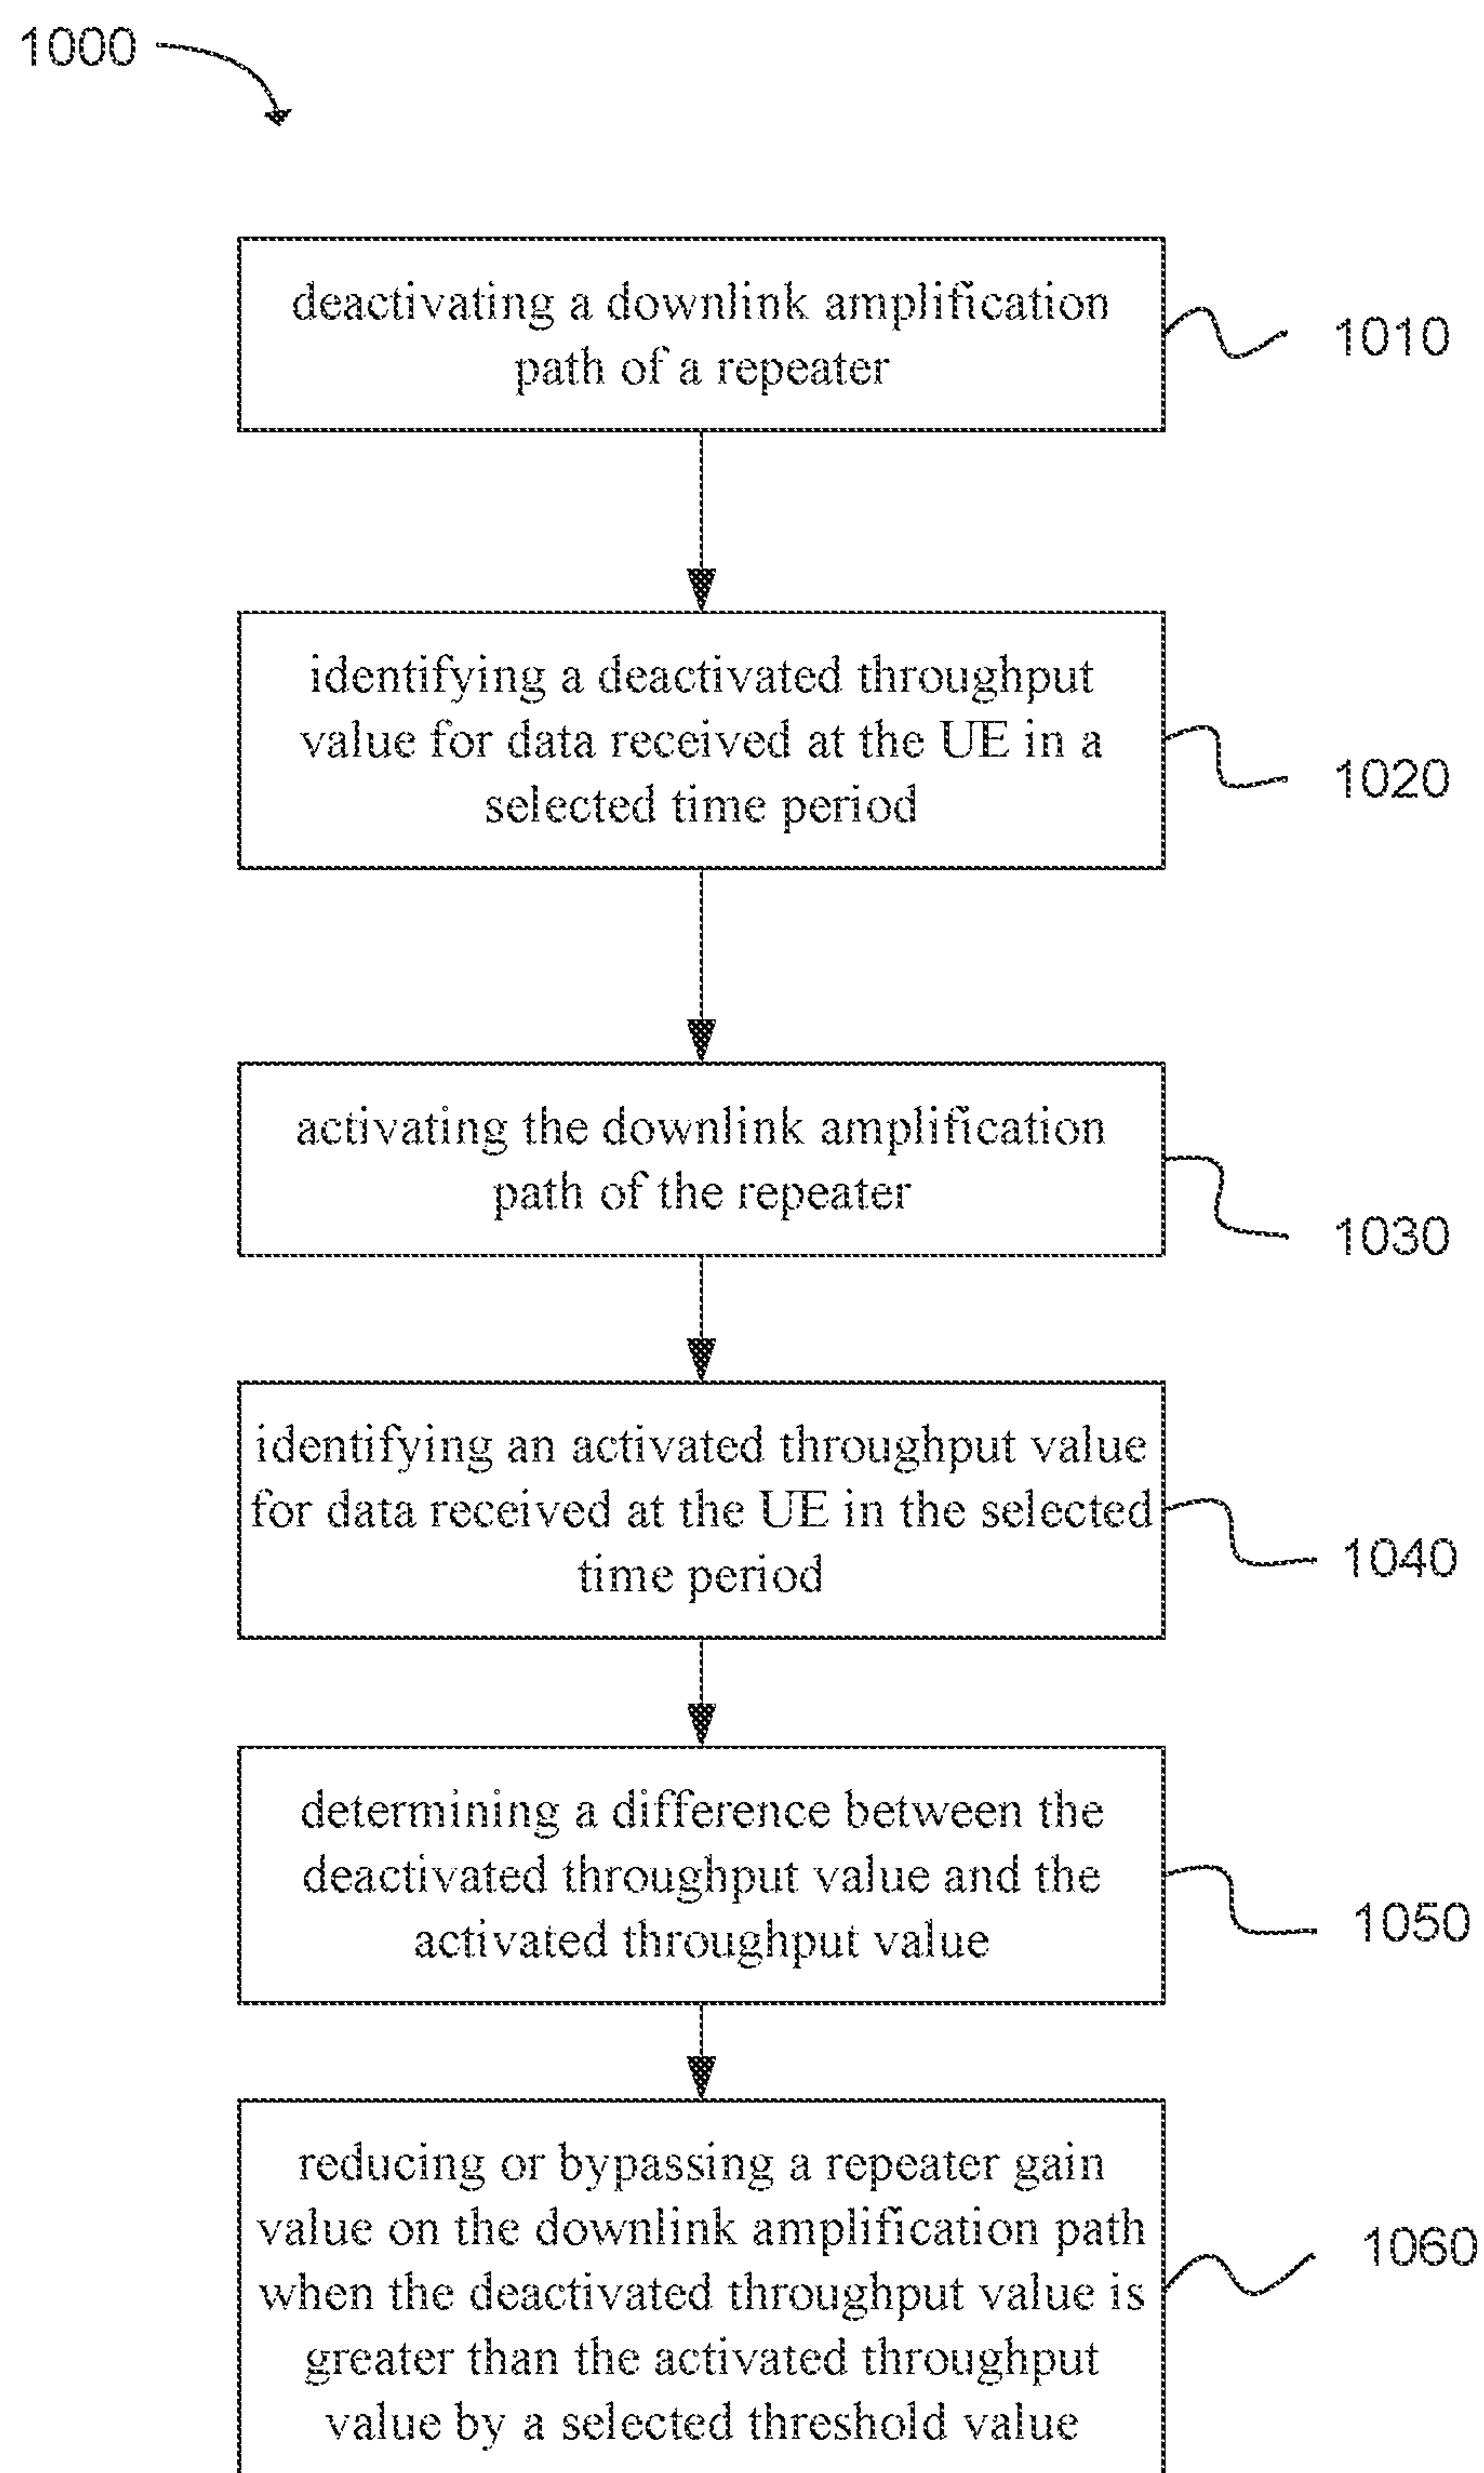 1000
deactivating a downlink amplification
path of a repeater
1010
identifying a deactivated throughput
value for data received at the UE in a
selected time period
1020
activating the downlink amplification
path of the repeater
1030
identifying an activated throughput value
for data received at the UE in the selected
time period
1040
determining a difference between the
deactivated throughput value and the
activated throughput value
1050
reducing or bypassing a repeater gain
value on the downlink amplification path
when the deactivated throughput value is
greater than the activated throughput
value by a selected threshold value
1060